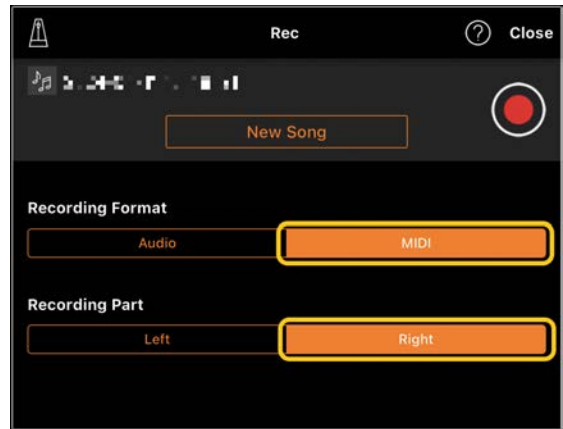 Rec
? Close
New Song
Recording Format
Audio MIDI
Recording Part
Left Right